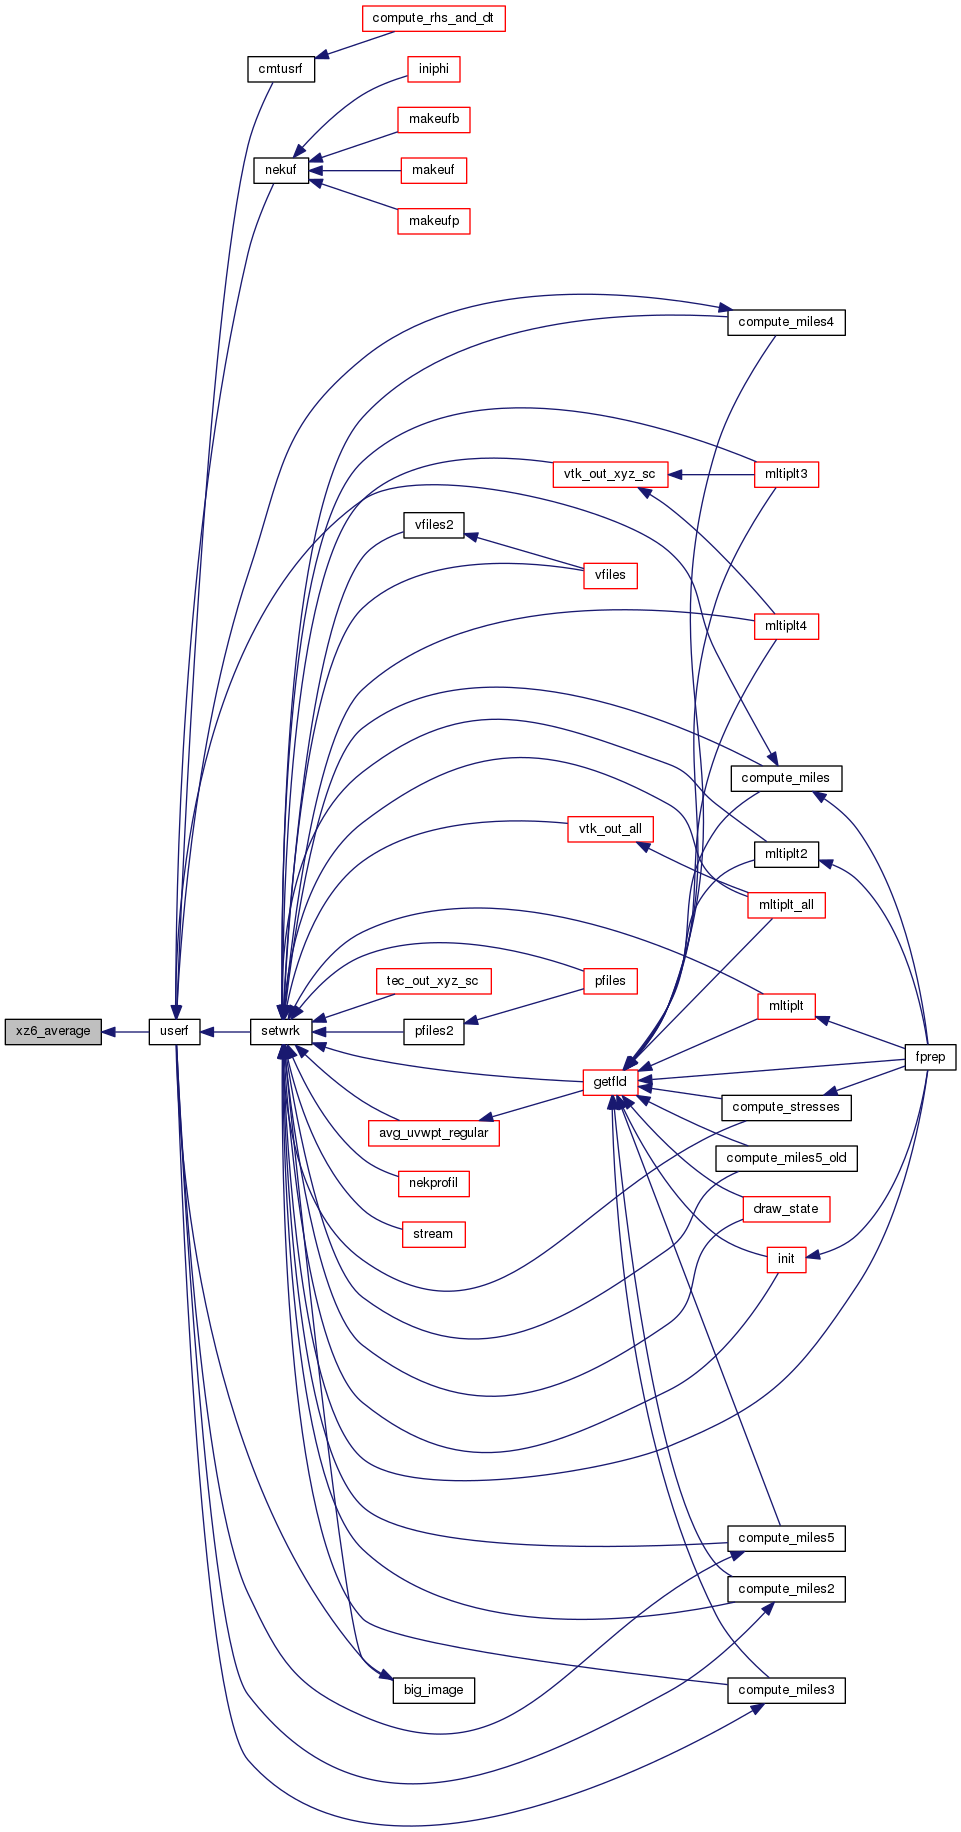 compute_rhs_and_dt
cmtusrf
iniphi
makeufb
nekuf
makeuf
makeufp
compute_miles4
vtk_out_xyz_sc
mltiplt3
vfiles2
vfiles
mltiplt4
compute_miles
vtk_out_all
mltiplt2
mltiplt_all
tec_out_xyz_sc
pfiles
mltiplt
xz6_average
userf
setwrk
pfiles2
fprep
getfld
compute_stresses
avg_uvwpt_regular
compute_miles5_old
nekprofil
draw_state
stream
init
compute_miles5
compute_miles2
big_image
compute_miles3